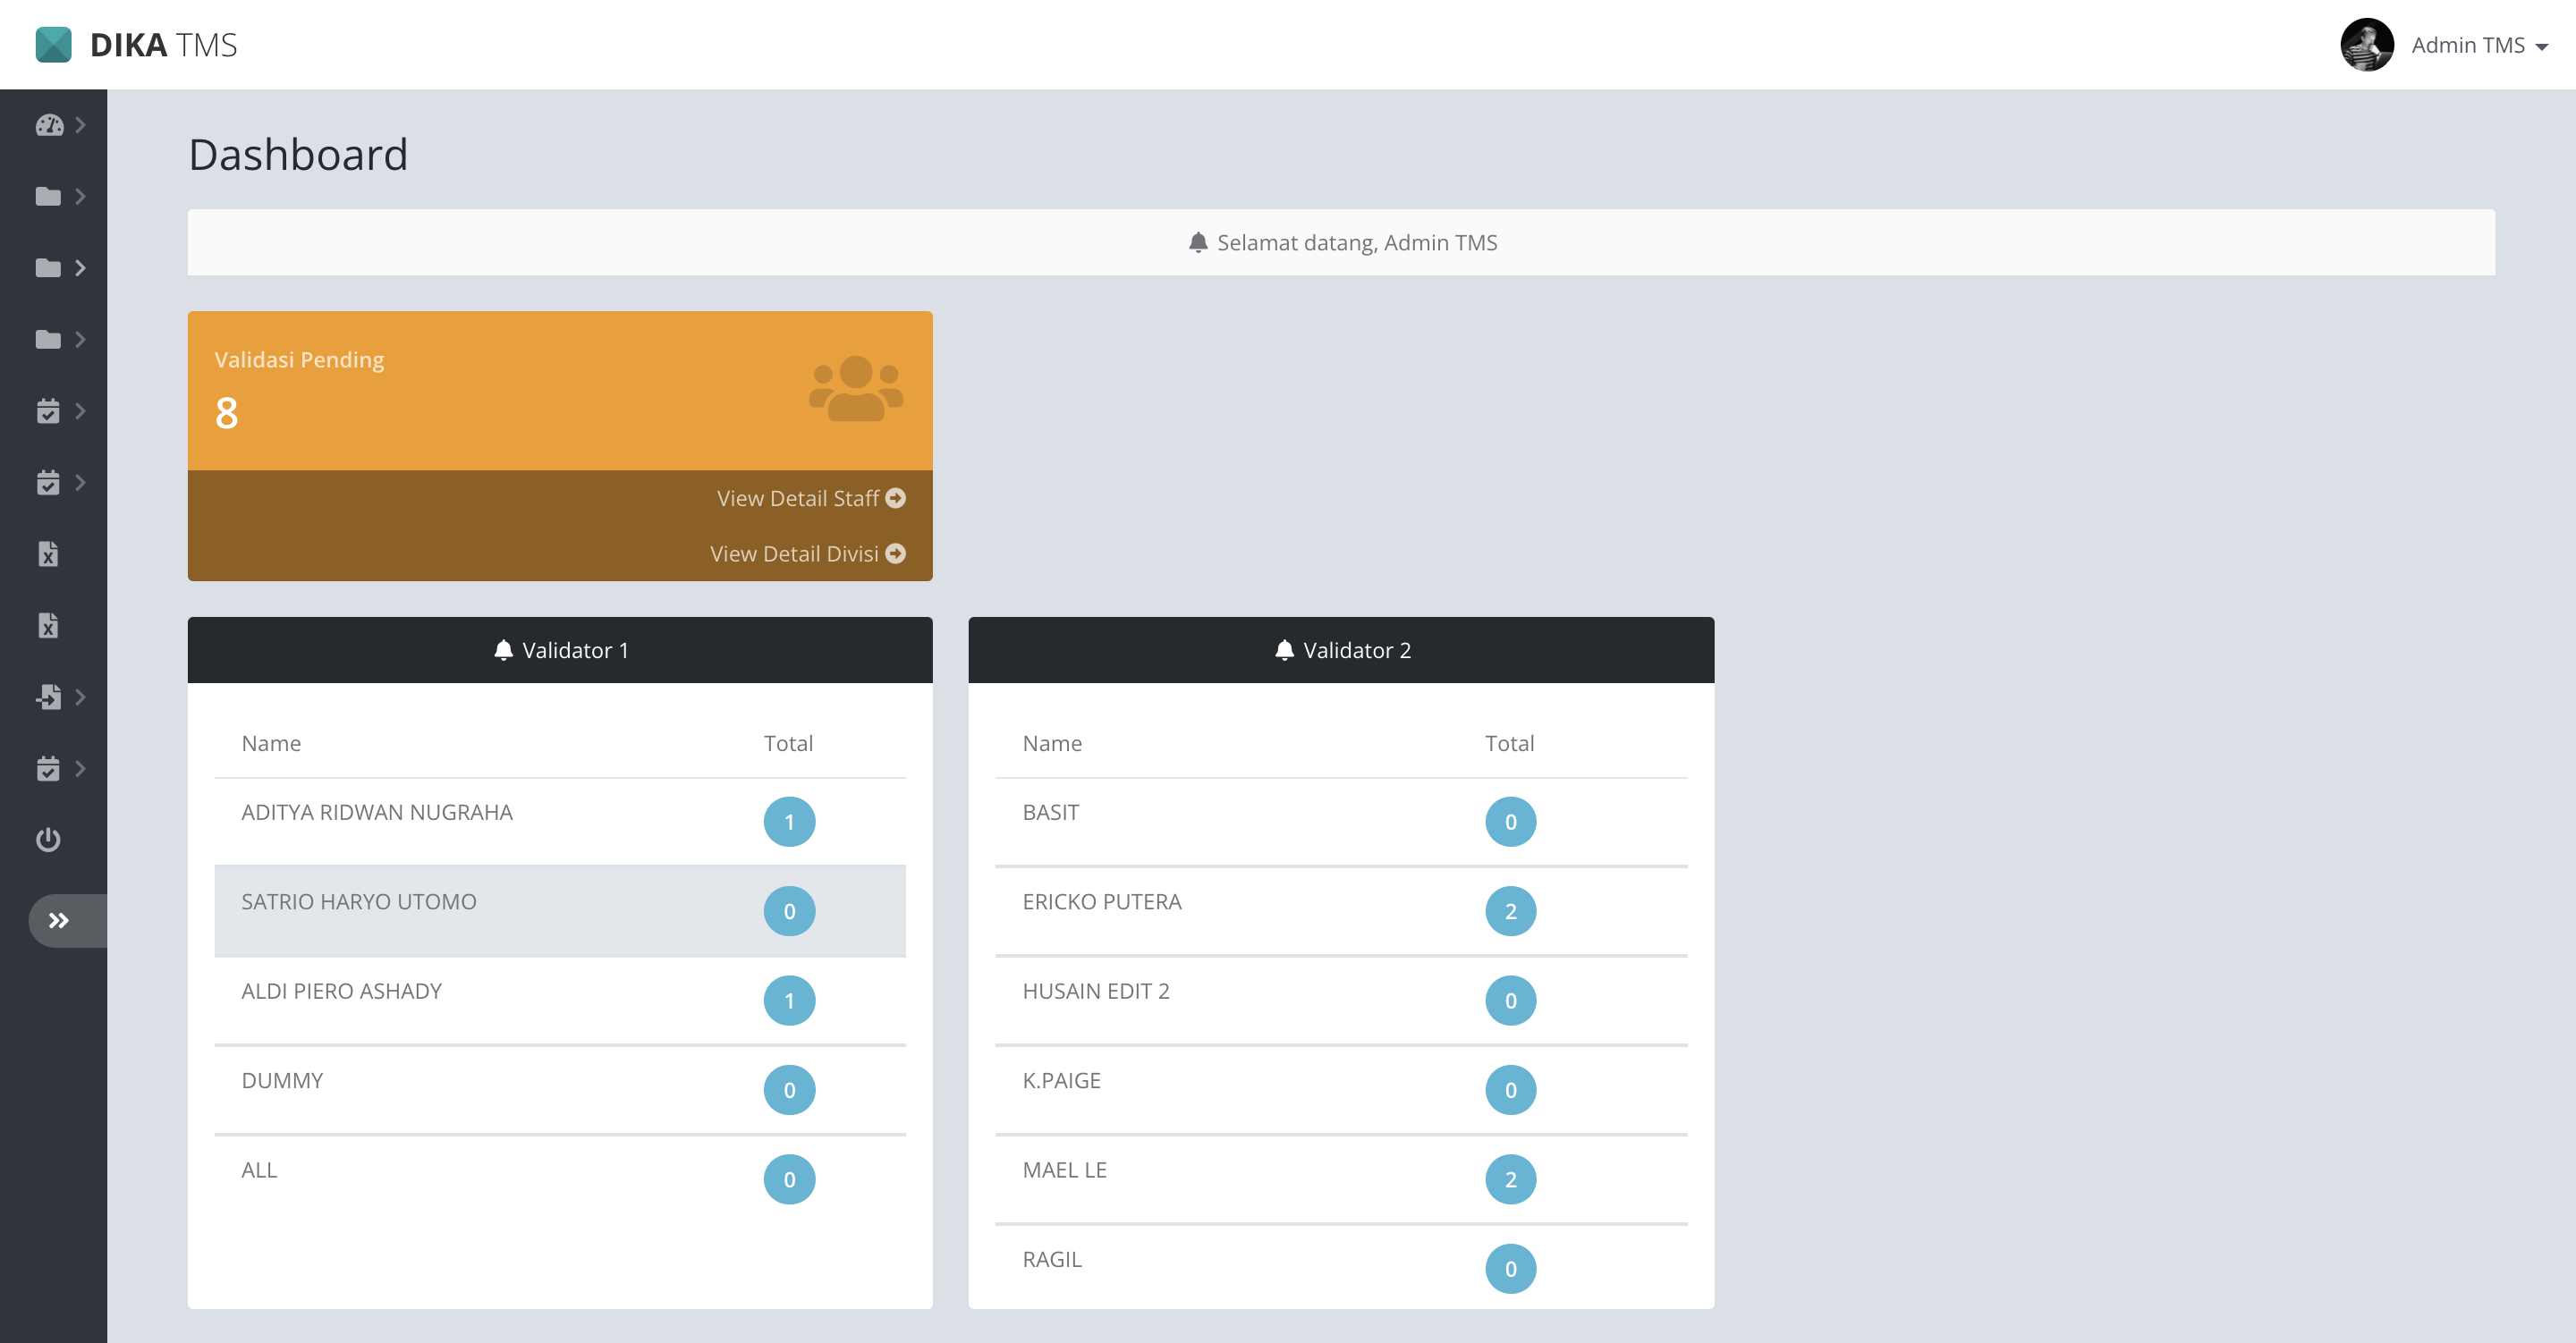 DIKA TMS
Admin TMS
Dashboard
Selamat datang, Admin TMS
Validasi Pending
8
View Detail Staff
View Detail Divisi
Validator 1
Name Total
ADITYA RIDWAN NUGRAHA 1
SATRIO HARYO UTOMO 0
ALDI PIERO ASHADY 1
DUMMY 0
ALL 0
Validator 2
Name Total
BASIT 0
ERICKO PUTERA 2
HUSAIN EDIT 2 0
K.PAIGE 0
MAEL LE 2
RAGIL 0